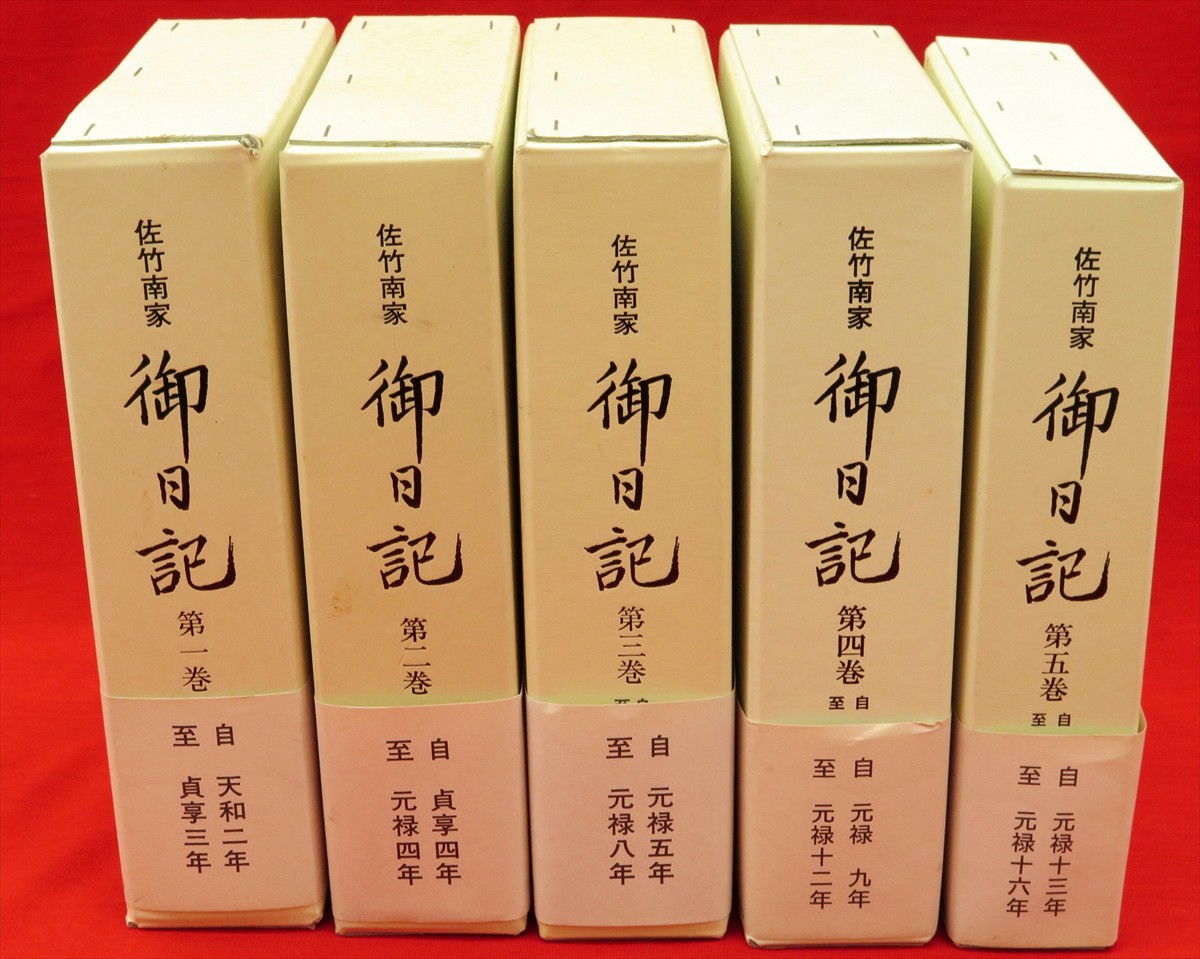 佐竹南家
御日記
第一巻
自 天和二年
至 貞享三年
佐竹南家
御日記
第二巻
自 貞享四年
至 元禄四年
佐竹南家
御日記
第三巻
自 元禄五年
至 元禄八年
佐竹南家
御日記
第四巻
自
至
自 元禄 九年
至 元禄十二年
佐竹南家
御日記
第五巻
自
至
自 元禄十三年
至 元禄十六年